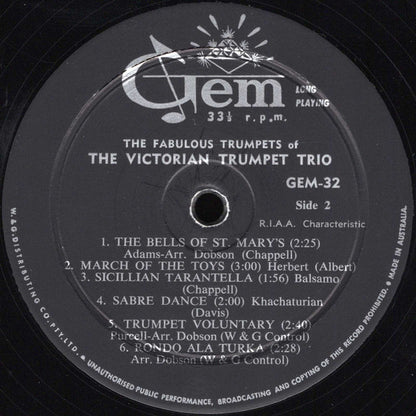 Gem
LONG
PLAYING
33⅓ r.p.m.
THE FABULOUS TRUMPETS of
THE VICTORIAN TRUMPET TRIO
GEM-32
Side 2
R.I.A.A. Characteristic
1. THE BELLS OF ST. MARY'S (2:25)
Adams-Arr. Dobson (Chappell)
2. MARCH OF THE TOYS (3:00) Herbert (Albert)
3. SICILLIAN TARANTELLA (1:56) Balsamo
(Chappell)
4. SABRE DANCE (2:00) Khachaturian
(Davis)
5. TRUMPET VOLUNTARY (2:40)
Purcell-Arr. Dobson (W & G Control)
6. RONDO ALA TURKA (2:28)
Arr. Dobson (W & G Control)
W. & G. DISTRIBUTING CO. PTY. LTD. • UNAUTHORISED PUBLIC PERFORMANCE, BROADCASTING AND COPYING OF THIS RECORD PROHIBITED. • MADE IN AUSTRALIA.